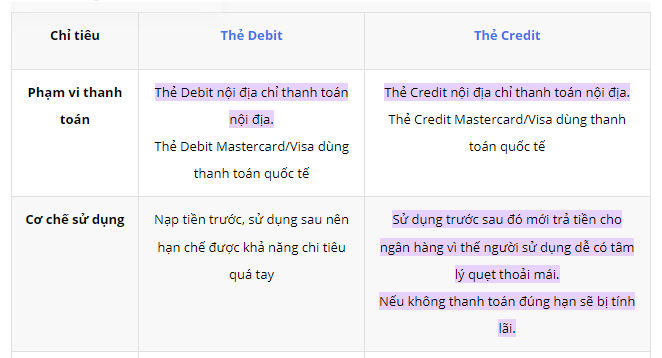 Chỉ tiêu
Thẻ Debit
Thẻ Credit
Phạm vi thanh
toán
Thẻ Debit nội địa chỉ thanh toán
nội địa.
Thẻ Debit Mastercard/Visa dùng
thanh toán quốc tế
Thẻ Credit nội địa chỉ thanh toán nội địa.
Thẻ Credit Mastercard/Visa dùng thanh
toán quốc tế
Cơ chế sử dụng
Nạp tiền trước, sử dụng sau nên
hạn chế được khả năng chi tiêu
quá tay
Sử dụng trước sau đó mới trả tiền cho
ngân hàng vì thế người sử dụng dễ có tâm
lý quẹt thoải mái.
Nếu không thanh toán đúng hạn sẽ bị tính
lãi.